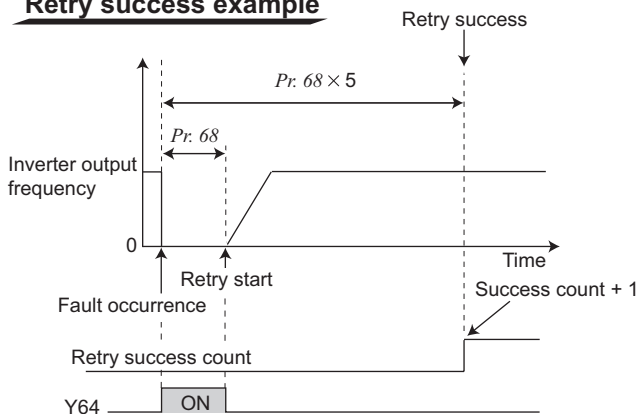 Retry success example
Retry success
Pr. 68 × 5
Pr. 68
Inverter output
frequency
0
Time
Retry start
Fault occurrence
Success count + 1
Retry success count
Y64
ON